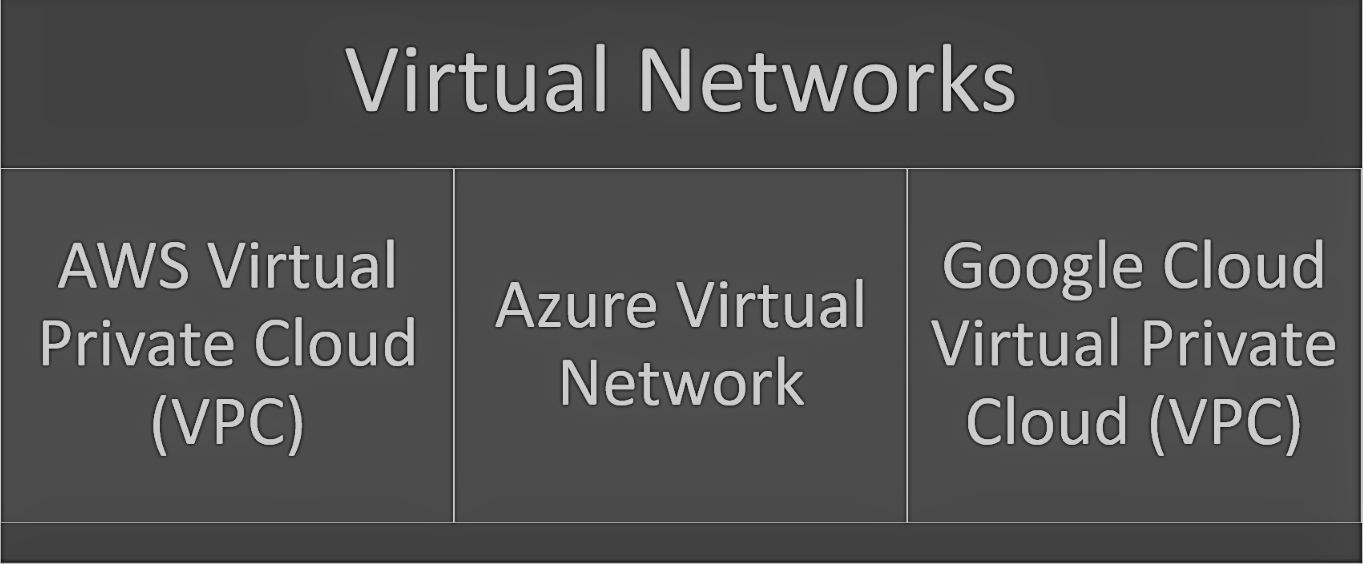 Virtual Networks
AWS Virtual
Private Cloud
(VPC)
Azure Virtual
Network
Google Cloud
Virtual Private
Cloud (VPC)